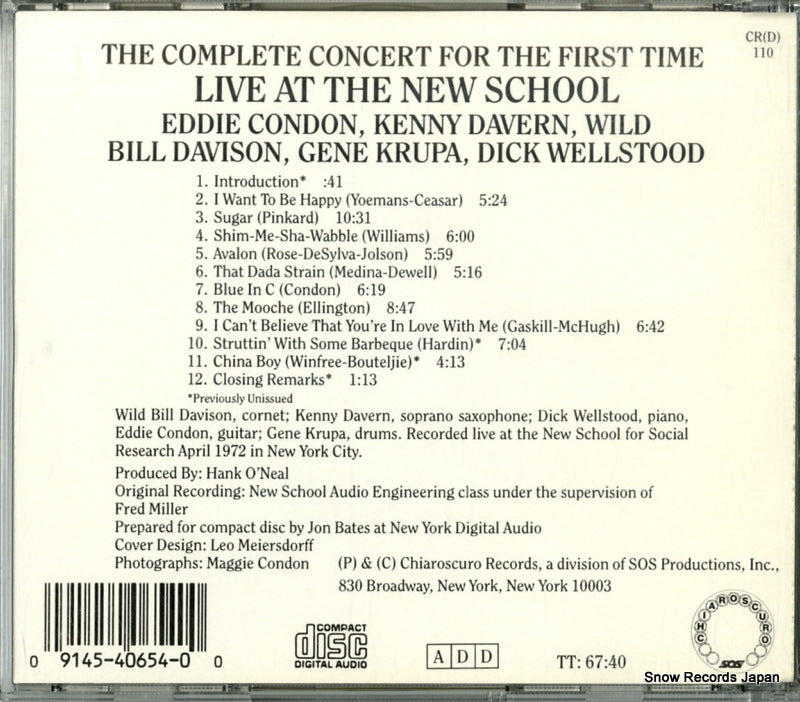 CR(D)
110
THE COMPLETE CONCERT FOR THE FIRST TIME
LIVE AT THE NEW SCHOOL
EDDIE CONDON, KENNY DAVERN, WILD
BILL DAVISON, GENE KRUPA, DICK WELLSTOOD
1. Introduction* :41
2. I Want To Be Happy (Yoemans-Ceasar) 5:24
3. Sugar (Pinkard) 10:31
4. Shim-Me-Sha-Wabble (Williams) 6:00
5. Avalon (Rose-DeSylva-Jolson) 5:59
6. That Dada Strain (Medina-Dewell) 5:16
7. Blue In C (Condon) 6:19
8. The Mooche (Ellington) 8:47
9. I Can't Believe That You're In Love With Me (Gaskill-McHugh) 6:42
10. Struttin' With Some Barbeque (Hardin)* 7:04
11. China Boy (Winfree-Bouteljie)* 4:13
12. Closing Remarks* 1:13
*Previously Unissued
Wild Bill Davison, cornet; Kenny Davern, soprano saxophone; Dick Wellstood, piano,
Eddie Condon, guitar; Gene Krupa, drums. Recorded live at the New School for Social
Research April 1972 in New York City.
Produced By: Hank O'Neal
Original Recording: New School Audio Engineering class under the supervision of
Fred Miller
Prepared for compact disc by Jon Bates at New York Digital Audio
Cover Design: Leo Meiersdorff
Photographs: Maggie Condon (P) & (C) Chiaroscuro Records, a division of SOS Productions, Inc.,
830 Broadway, New York, New York 10003
0 9145-40654-0 0
COMPACT
disc
DIGITAL AUDIO
A D D
TT: 67:40
CHIAROSCURO
SOS
Snow Records Japan